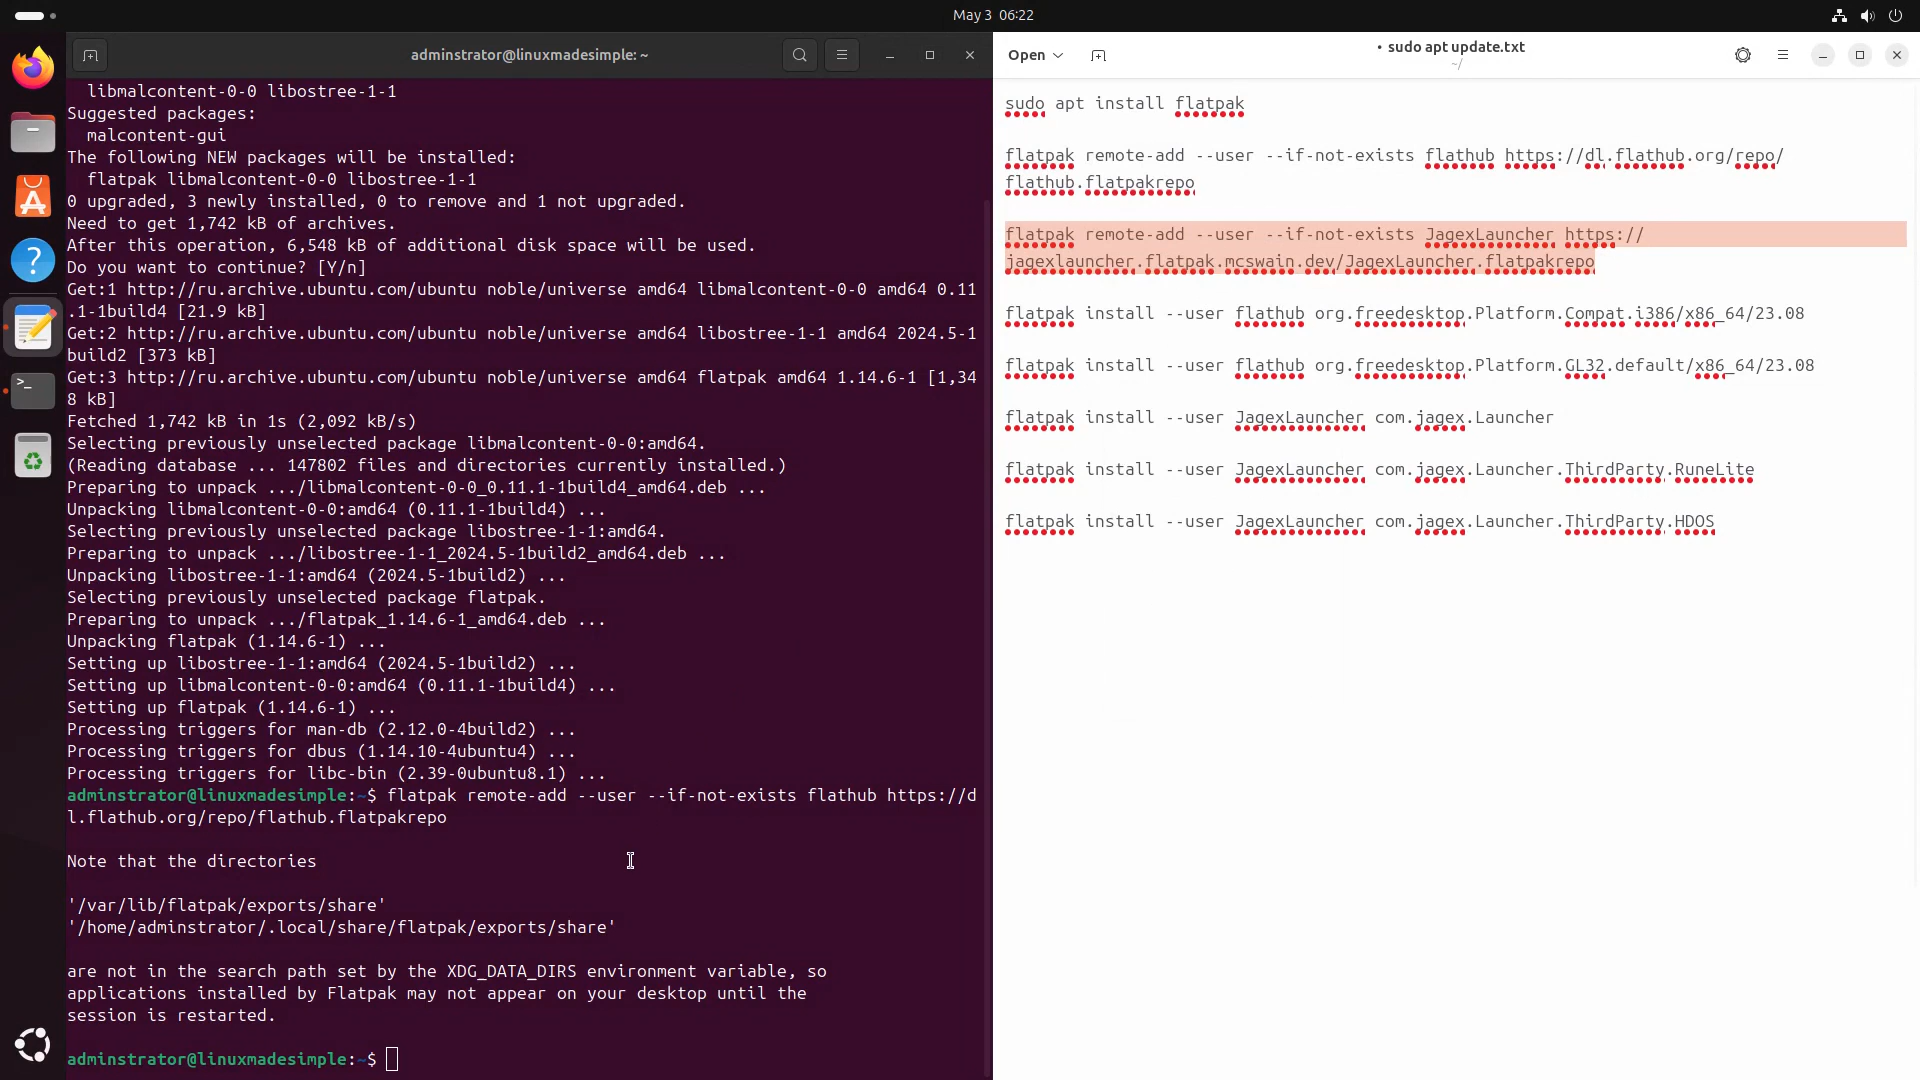 May 3  06:22
adminstrator@linuxmadesimple: ~
libmalcontent-0-0 libostree-1-1
Suggested packages:
malcontent-gui
The following NEW packages will be installed:
flatpak libmalcontent-0-0 libostree-1-1
0 upgraded, 3 newly installed, 0 to remove and 1 not upgraded.
Need to get 1,742 kB of archives.
After this operation, 6,548 kB of additional disk space will be used.
Do you want to continue? [Y/n]
Get:1 http://ru.archive.ubuntu.com/ubuntu noble/universe amd64 libmalcontent-0-0 amd64 0.11
.1-1build4 [21.9 kB]
Get:2 http://ru.archive.ubuntu.com/ubuntu noble/universe amd64 libostree-1-1 amd64 2024.5-1
build2 [373 kB]
Get:3 http://ru.archive.ubuntu.com/ubuntu noble/universe amd64 flatpak amd64 1.14.6-1 [1,34
8 kB]
Fetched 1,742 kB in 1s (2,092 kB/s)
Selecting previously unselected package libmalcontent-0-0:amd64.
(Reading database ... 147802 files and directories currently installed.)
Preparing to unpack .../libmalcontent-0-0_0.11.1-1build4_amd64.deb ...
Unpacking libmalcontent-0-0:amd64 (0.11.1-1build4) ...
Selecting previously unselected package libostree-1-1:amd64.
Preparing to unpack .../libostree-1-1_2024.5-1build2_amd64.deb ...
Unpacking libostree-1-1:amd64 (2024.5-1build2) ...
Selecting previously unselected package flatpak.
Preparing to unpack .../flatpak_1.14.6-1_amd64.deb ...
Unpacking flatpak (1.14.6-1) ...
Setting up libostree-1-1:amd64 (2024.5-1build2) ...
Setting up libmalcontent-0-0:amd64 (0.11.1-1build4) ...
Setting up flatpak (1.14.6-1) ...
Processing triggers for man-db (2.12.0-4build2) ...
Processing triggers for dbus (1.14.10-4ubuntu4) ...
Processing triggers for libc-bin (2.39-0ubuntu8.1) ...
adminstrator@linuxmadesimple:~$ flatpak remote-add --user --if-not-exists flathub https://d
l.flathub.org/repo/flathub.flatpakrepo
Note that the directories
'/var/lib/flatpak/exports/share'
'/home/adminstrator/.local/share/flatpak/exports/share'
are not in the search path set by the XDG_DATA_DIRS environment variable, so
applications installed by Flatpak may not appear on your desktop until the
session is restarted.
adminstrator@linuxmadesimple:~$
Open
• sudo apt update.txt
~/
sudo apt install flatpak
flatpak remote-add --user --if-not-exists flathub https://dl.flathub.org/repo/
flathub.flatpakrepo
flatpak remote-add --user --if-not-exists JagexLauncher https://
jagexlauncher.flatpak.mcswain.dev/JagexLauncher.flatpakrepo
flatpak install --user flathub org.freedesktop.Platform.Compat.i386/x86_64/23.08
flatpak install --user flathub org.freedesktop.Platform.GL32.default/x86_64/23.08
flatpak install --user JagexLauncher com.jagex.Launcher
flatpak install --user JagexLauncher com.jagex.Launcher.ThirdParty.RuneLite
flatpak install --user JagexLauncher com.jagex.Launcher.ThirdParty.HDOS